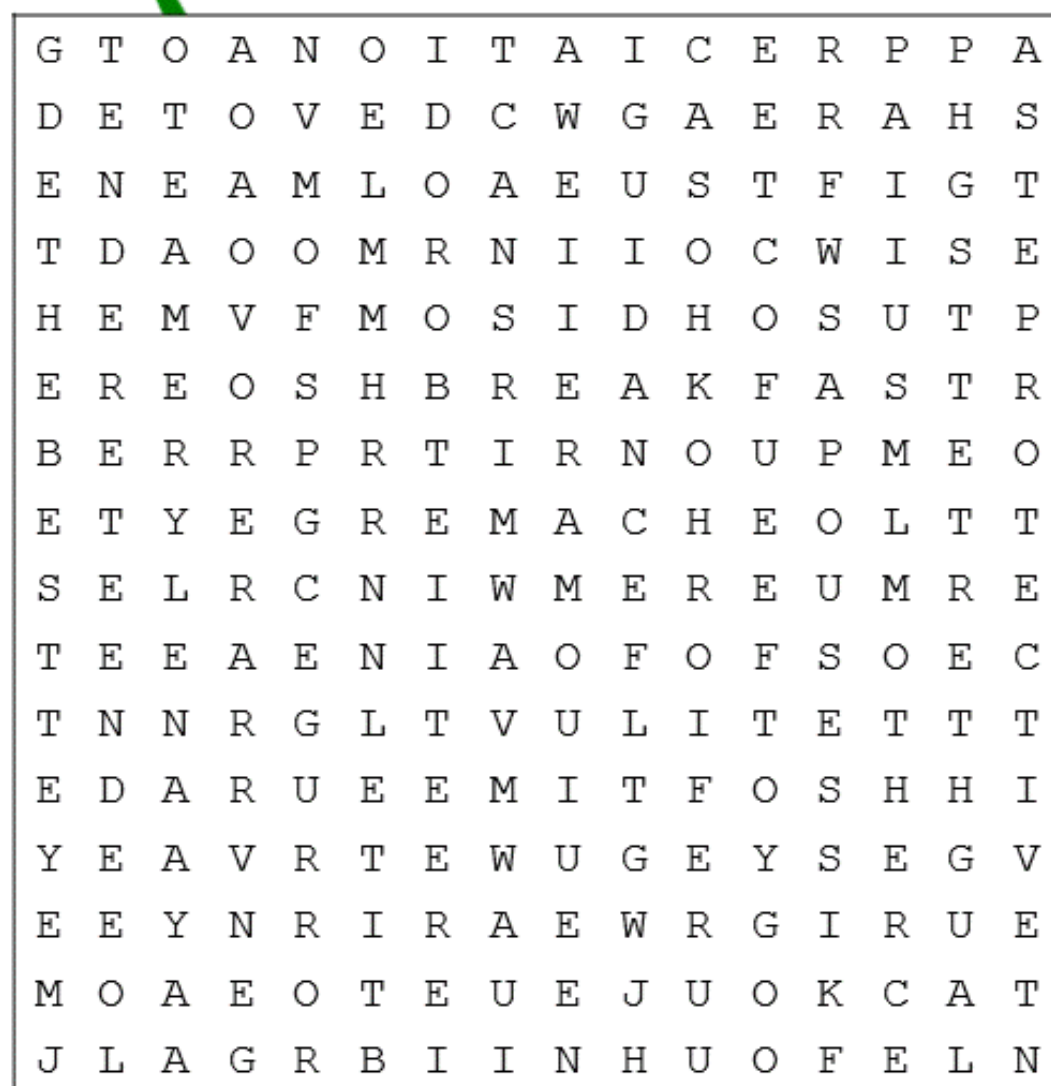 G T O A N O I T A I C E R P P A
D E T O V E D C W G A E R A H S
E N E A M L O A E U S T F I G T
T D A O O M R N I I O C W I S E
H E M V F M O S I D H O S U T P
E R E O S H B R E A K F A S T R
B E R R P R T I R N O U P M E O
E T Y E G R E M A C H E O L T T
S E L R C N I W M E R E U M R E
T E E A E N I A O F O F S O E C
T N N R G L T V U L I T E T T T
E D A R U E E M I T F O S H H I
Y E A V R T E W U G E Y S E G V
E E Y N R I R A E W R G I R U E
M O A E O T E U E J U O K C A T
J L A G R B I I N H U O F E L N